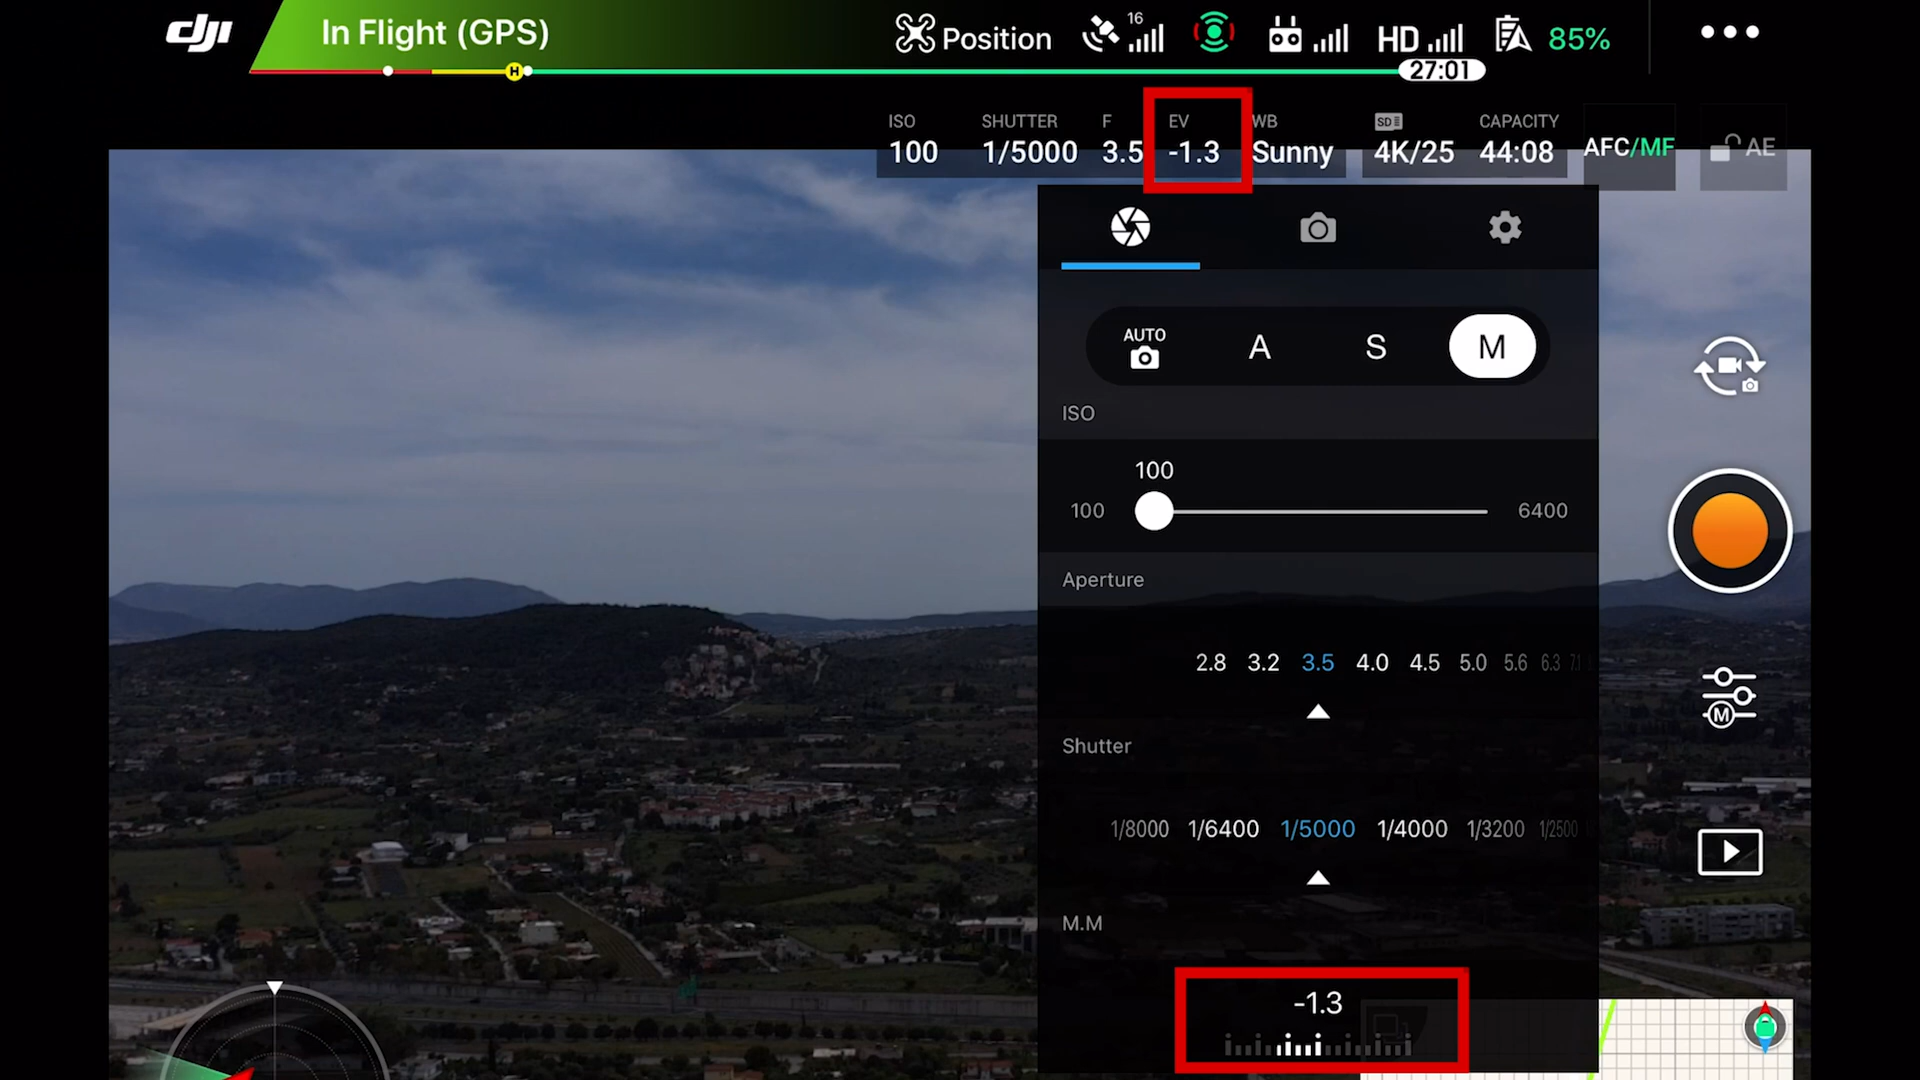 dji In Flight (GPS) Position 16 HD 85%
H 27:01
ISO SHUTTER F EV WB SD CAPACITY
100 1/5000 3.5 -1.3 Sunny 4K/25 44:08 AFC/MF AE
AUTO A S M
ISO
100
100 6400
Aperture
2.8 3.2 3.5 4.0 4.5 5.0 5.6 6.3 7.1
M
Shutter
1/8000 1/6400 1/5000 1/4000 1/3200 1/2500
M.M
-1.3